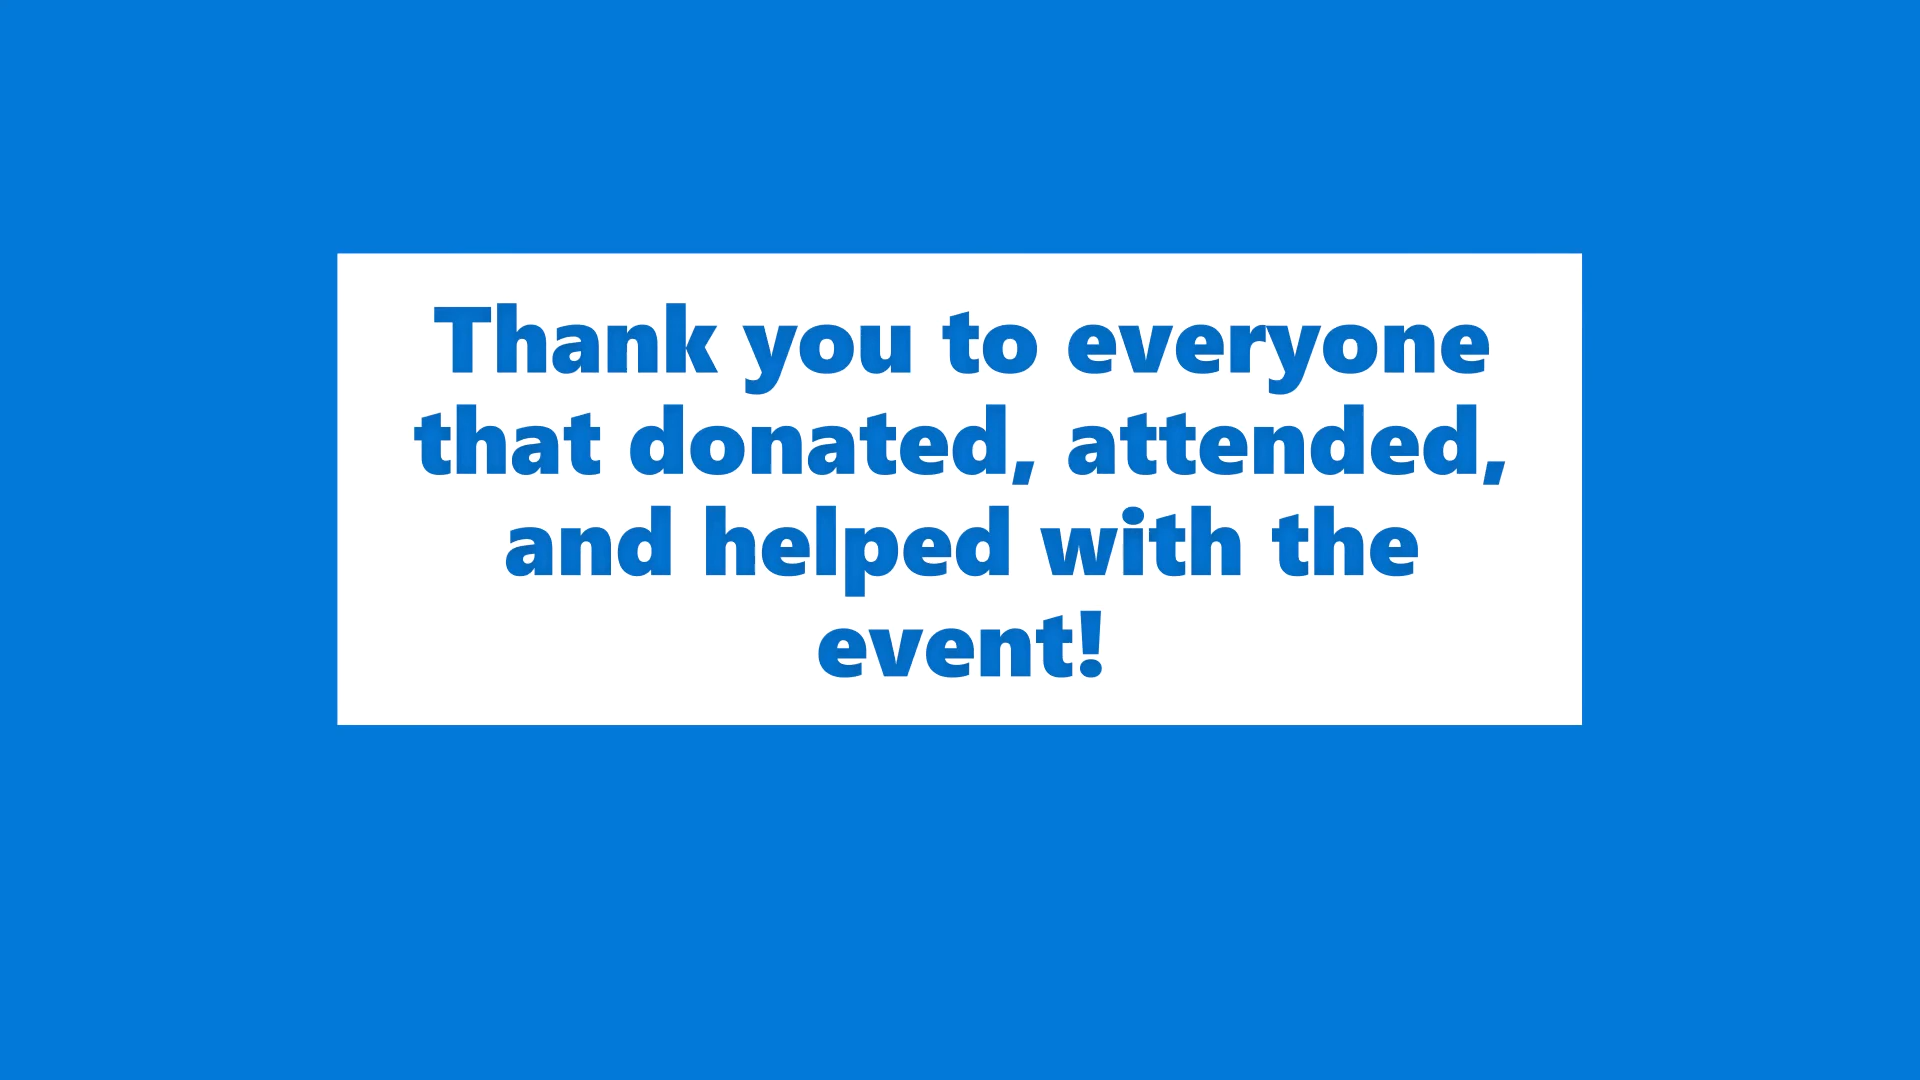 Thank you to everyone
that donated, attended,
and helped with the
event!